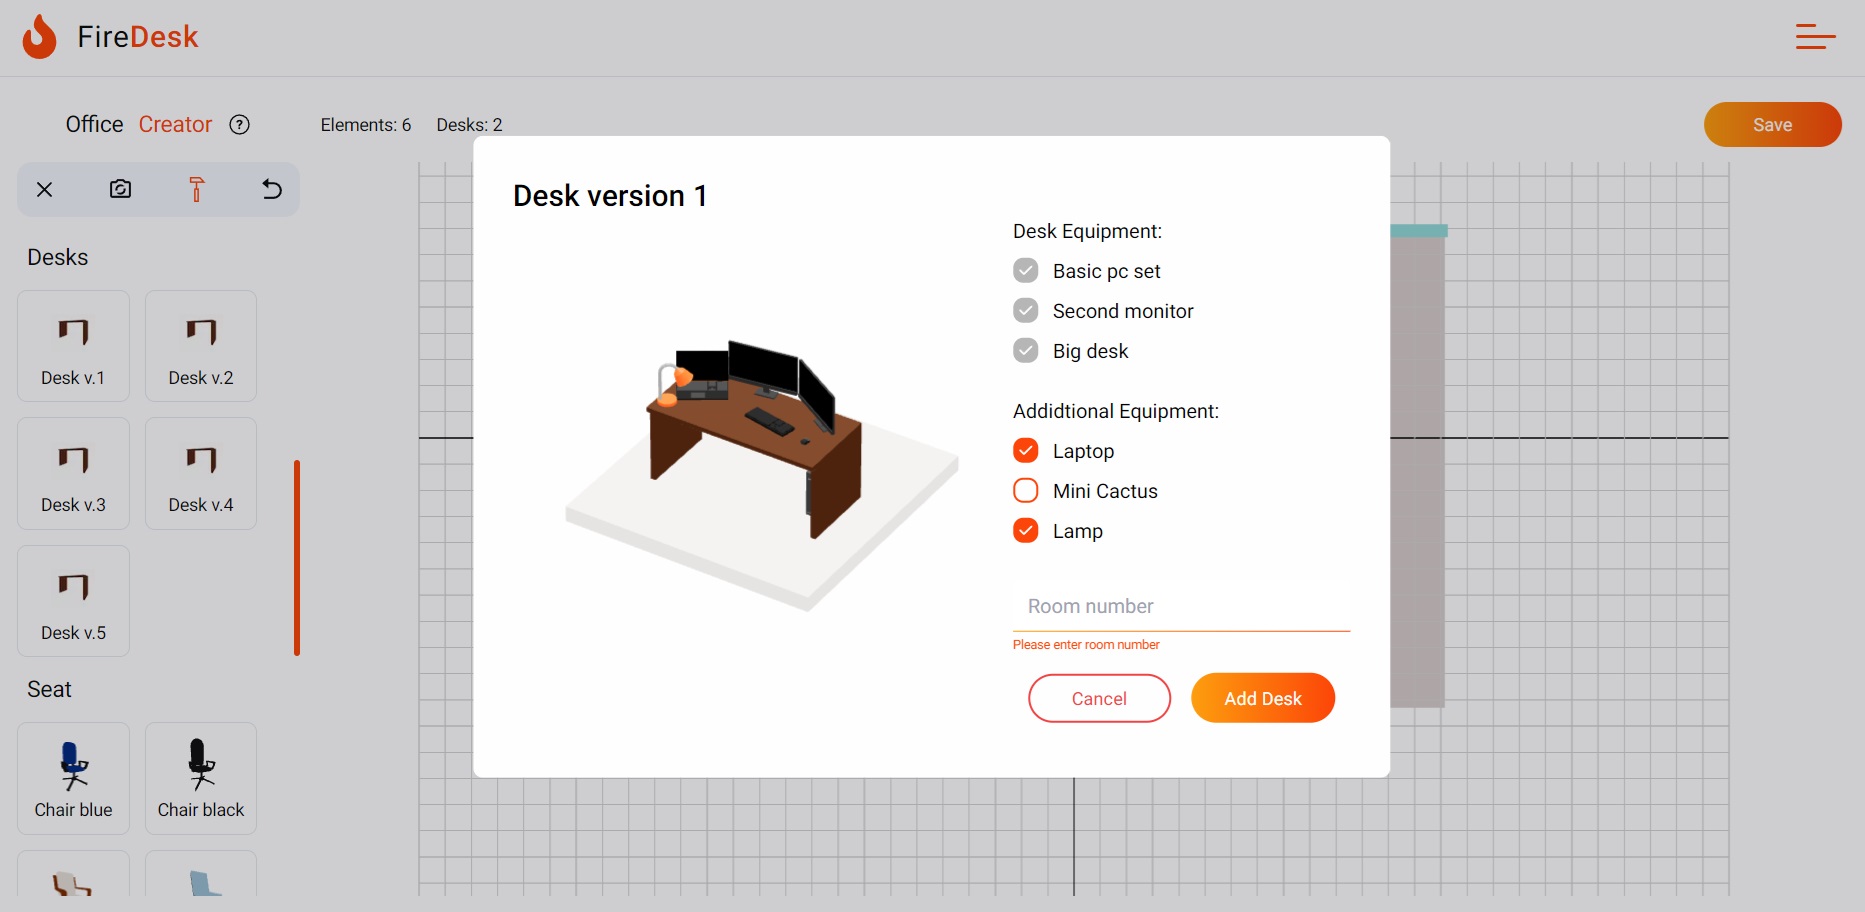 FireDesk
Office Creator ?
Elements: 6 Desks: 2
Save
Desks
Desk v.1
Desk v.2
Desk v.3
Desk v.4
Desk v.5
Seat
Chair blue
Chair black
Desk version 1
Desk Equipment:
Basic pc set
Second monitor
Big desk
Addidtional Equipment:
Laptop
Mini Cactus
Lamp
Room number
Please enter room number
Cancel
Add Desk